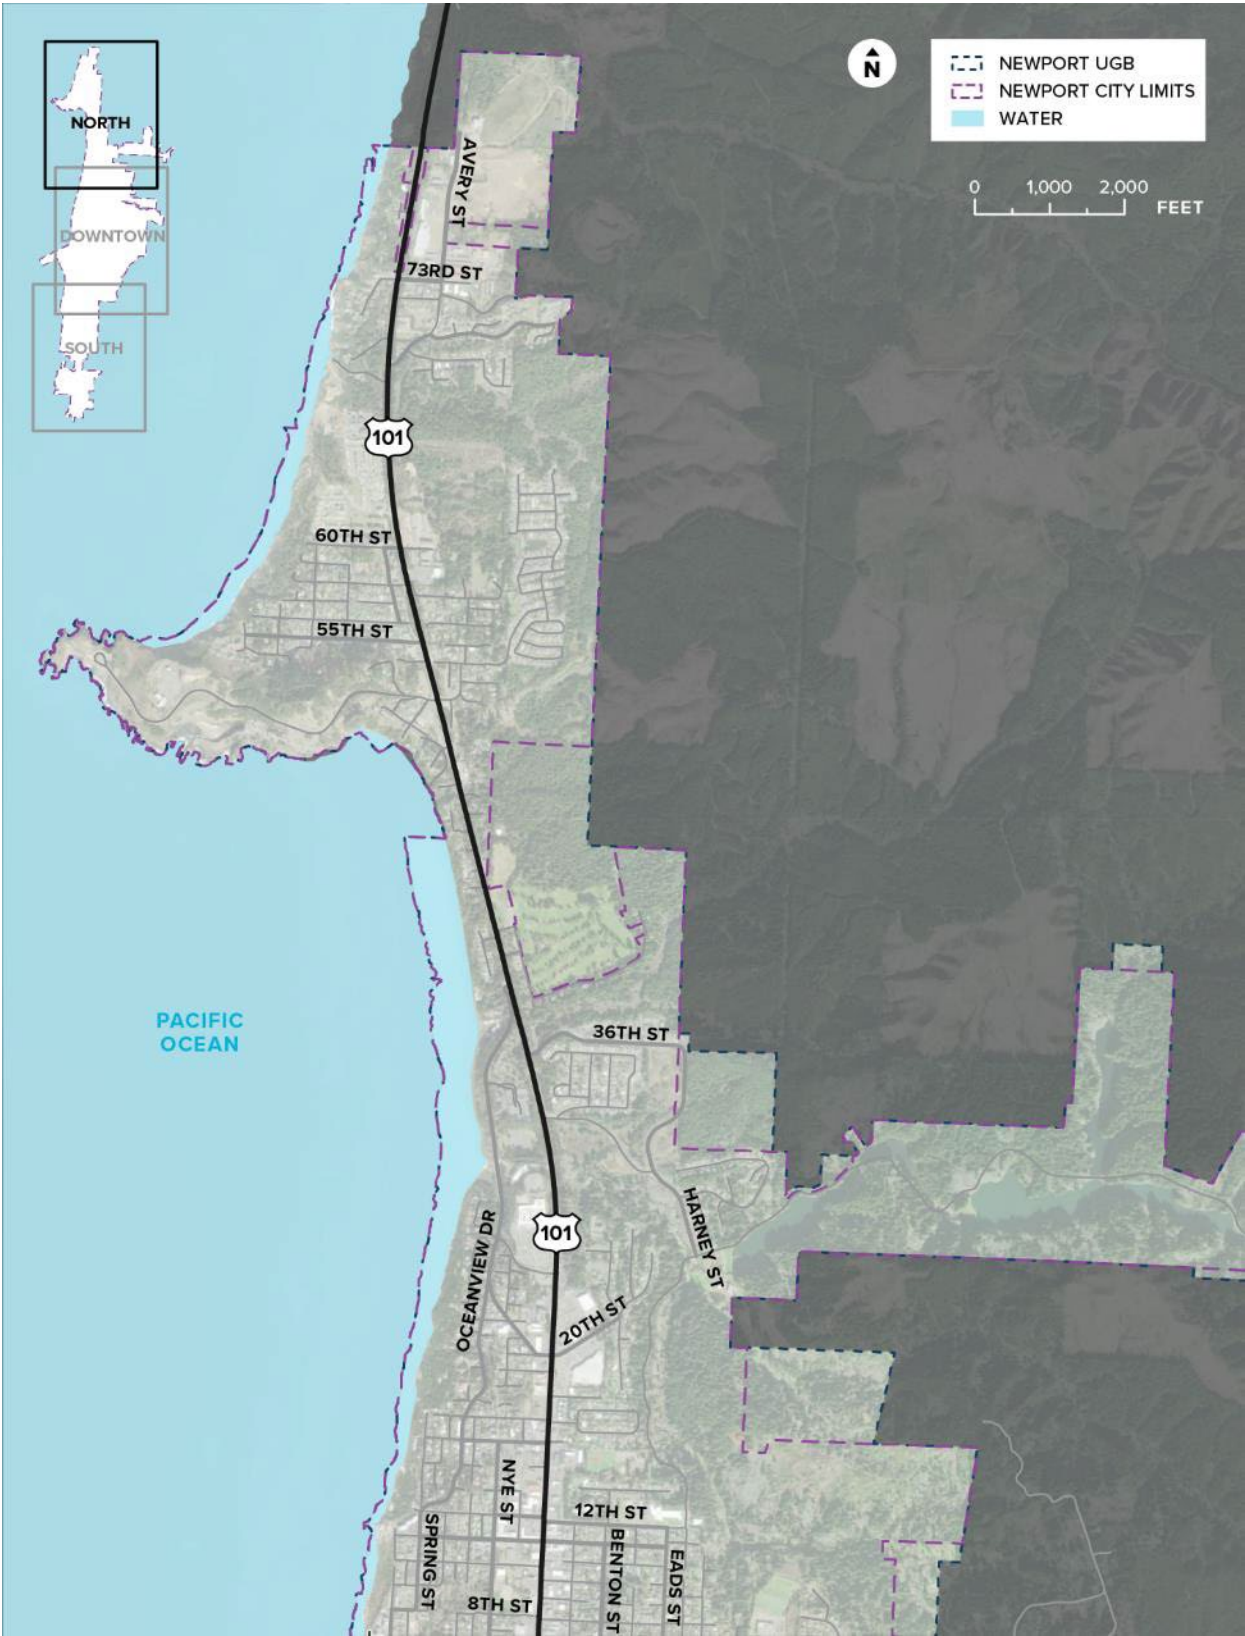 NORTH
DOWNTOWN
SOUTH
N
NEWPORT UGB
NEWPORT CITY LIMITS
WATER
0 1,000 2,000
FEET
AVERY ST
73RD ST
101
60TH ST
55TH ST
PACIFIC
OCEAN
36TH ST
HARNEY ST
OCEANVIEW DR
101
20TH ST
NYE ST
12TH ST
SPRING ST
BENTON ST
EADS ST
8TH ST